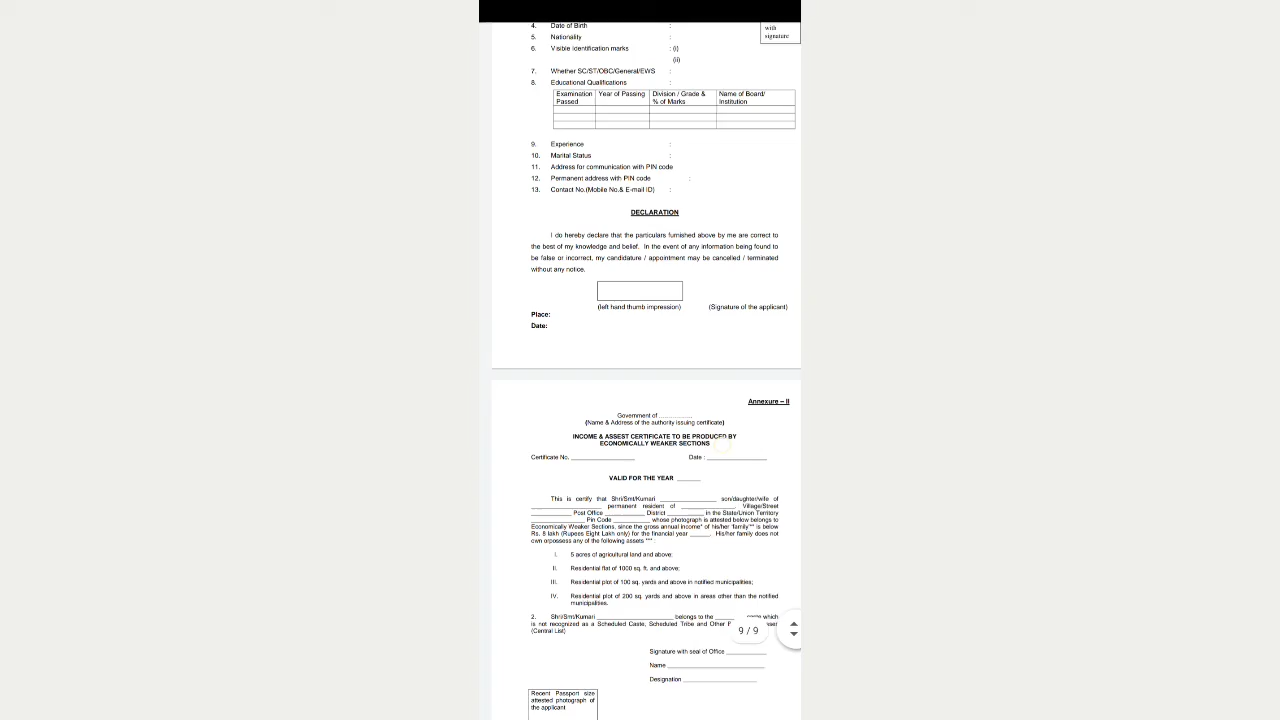 4. Date of Birth :
with
signature
5. Nationality :
6. Visible Identification marks : (i)
(ii)
7. Whether SC/ST/OBC/General/EWS :
8. Educational Qualifications :
Examination Passed Year of Passing Division / Grade & % of Marks Name of Board/ Institution
9. Experience :
10. Marital Status :
11. Address for communication with PIN code
12. Permanent address with PIN code :
13. Contact No.(Mobile No.& E-mail ID) :
DECLARATION
I do hereby declare that the particulars furnished above by me are correct to
the best of my knowledge and belief. In the event of any information being found to
be false or incorrect, my candidature / appointment may be cancelled / terminated
without any notice.
(left hand thumb impression) (Signature of the applicant)
Place:
Date:
Annexure – II
Government of ................
(Name & Address of the authority issuing certificate)
INCOME & ASSEST CERTIFICATE TO BE PRODUCED BY
ECONOMICALLY WEAKER SECTIONS
Certificate No. ____________________ Date : ___________________
VALID FOR THE YEAR _______
This is certify that Shri/Smt/Kumari _________________ son/daughter/wife of
______________________ permanent resident of ________________, Village/Street
____________ Post Office ____________ District ___________ in the State/Union Territory
________________ Pin Code ___________ whose photograph is attested below belongs to
Economically Weaker Sections, since the gross annual income* of his/her 'family'** is below
Rs. 8 lakh (Rupees Eight Lakh only) for the financial year ______. His/her family does not
own orpossess any of the following assets *** :
I. 5 acres of agricultural land and above;
II. Residential flat of 1000 sq. ft. and above;
III. Residential plot of 100 sq. yards and above in notified municipalities;
IV. Residential plot of 200 sq. yards and above in areas other than the notified
municipalities.
2. Shri/Smt/Kumari ________________________ belongs to the ______ which
is not recognized as a Scheduled Caste, Scheduled Tribe and Other
(Central List)
9 / 9
Signature with seal of Office _____________
Name _______________________________
Designation ________________________
Recent Passport size
attested photograph of
the applicant